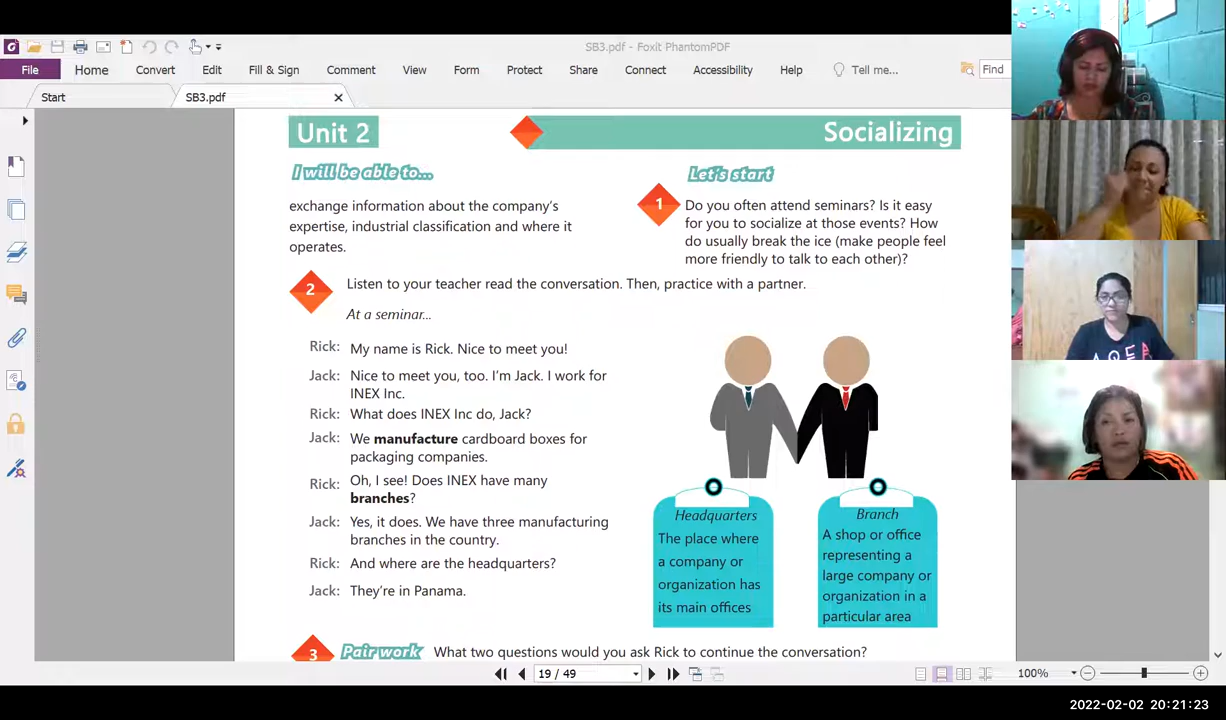 SB3.pdf - Foxit PhantomPDF
File Home Convert Edit Fill & Sign Comment View Form Protect Share Connect Accessibility Help Tell me... Find
Start SB3.pdf
Unit 2 Socializing
I will be able to...
exchange information about the company's
expertise, industrial classification and where it
operates.
Let's start
1
Do you often attend seminars? Is it easy
for you to socialize at those events? How
do usually break the ice (make people feel
more friendly to talk to each other)?
2
Listen to your teacher read the conversation. Then, practice with a partner.
At a seminar...
Rick: My name is Rick. Nice to meet you!
Jack: Nice to meet you, too. I'm Jack. I work for
INEX Inc.
Rick: What does INEX Inc do, Jack?
Jack: We manufacture cardboard boxes for
packaging companies.
Rick: Oh, I see! Does INEX have many
branches?
Jack: Yes, it does. We have three manufacturing
branches in the country.
Rick: And where are the headquarters?
Jack: They're in Panama.
Headquarters
The place where
a company or
organization has
its main offices
Branch
A shop or office
representing a
large company or
organization in a
particular area
3 Pair work What two questions would you ask Rick to continue the conversation?
19 / 49
100%
2022-02-02 20:21:23